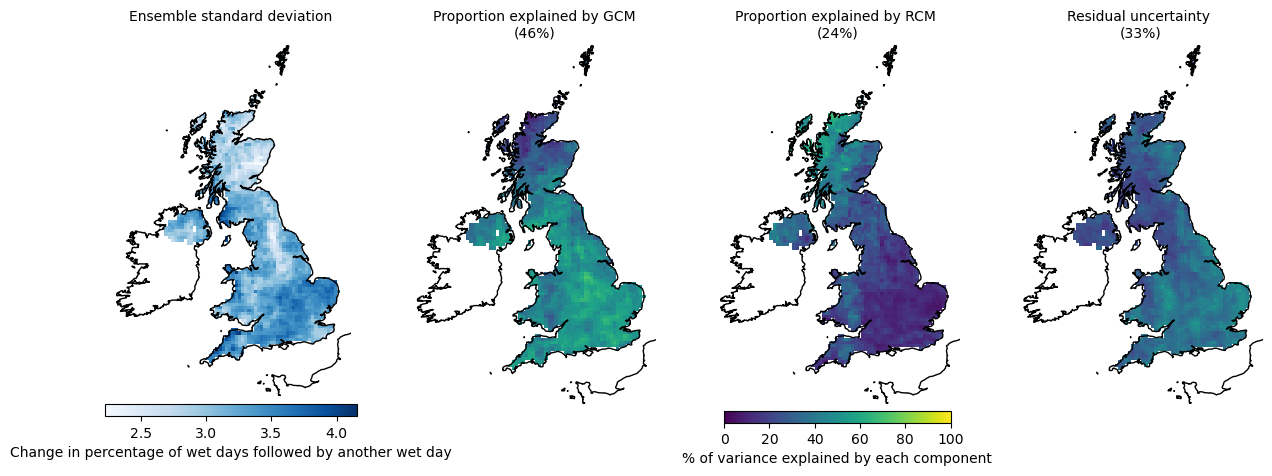 Ensemble standard deviation
Proportion explained by GCM
(46%)
Proportion explained by RCM
(24%)
Residual uncertainty
(33%)
2.5 3.0 3.5 4.0
Change in percentage of wet days followed by another wet day
0 20 40 60 80 100
% of variance explained by each component